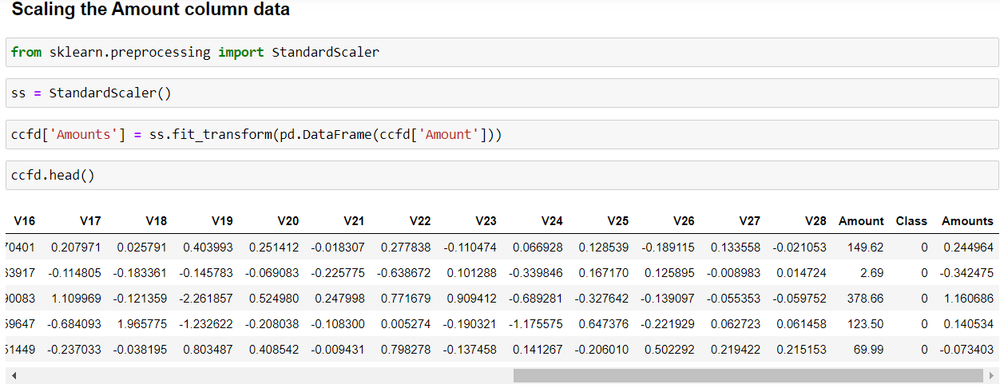 Scaling the Amount column data
from sklearn.preprocessing import StandardScaler
ss = StandardScaler()
ccfd['Amounts'] = ss.fit_transform(pd.DataFrame(ccfd['Amount']))
ccfd.head()
V16 V17 V18 V19 V20 V21 V22 V23 V24 V25 V26 V27 V28 Amount Class Amounts
70401 0.207971 0.025791 0.403993 0.251412 -0.018307 0.277838 -0.110474 0.066928 0.128539 -0.189115 0.133558 -0.021053 149.62 0 0.244964
63917 -0.114805 -0.183361 -0.145783 -0.069083 -0.225775 -0.638672 0.101288 -0.339846 0.167170 0.125895 -0.008983 0.014724 2.69 0 -0.342475
90083 1.109969 -0.121359 -2.261857 0.524980 0.247998 0.771679 0.909412 -0.689281 -0.327642 -0.139097 -0.055353 -0.059752 378.66 0 1.160686
59647 -0.684093 1.965775 -1.232622 -0.208038 -0.108300 0.005274 -0.190321 -1.175575 0.647376 -0.221929 0.062723 0.061458 123.50 0 0.140534
51449 -0.237033 -0.038195 0.803487 0.408542 -0.009431 0.798278 -0.137458 0.141267 -0.206010 0.502292 0.219422 0.215153 69.99 0 -0.073403